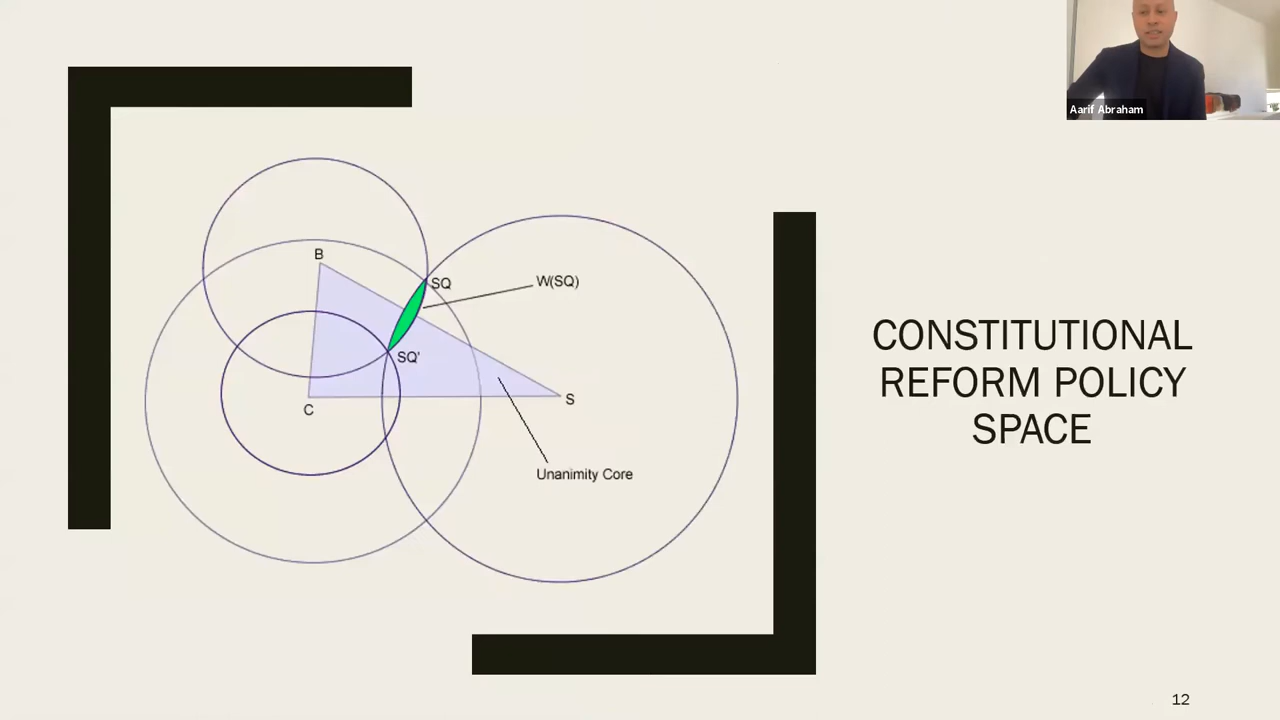 Aarif Abraham
B
SQ
W(SQ)
SQ'
C
S
Unanimity Core
CONSTITUTIONAL
REFORM POLICY
SPACE
12